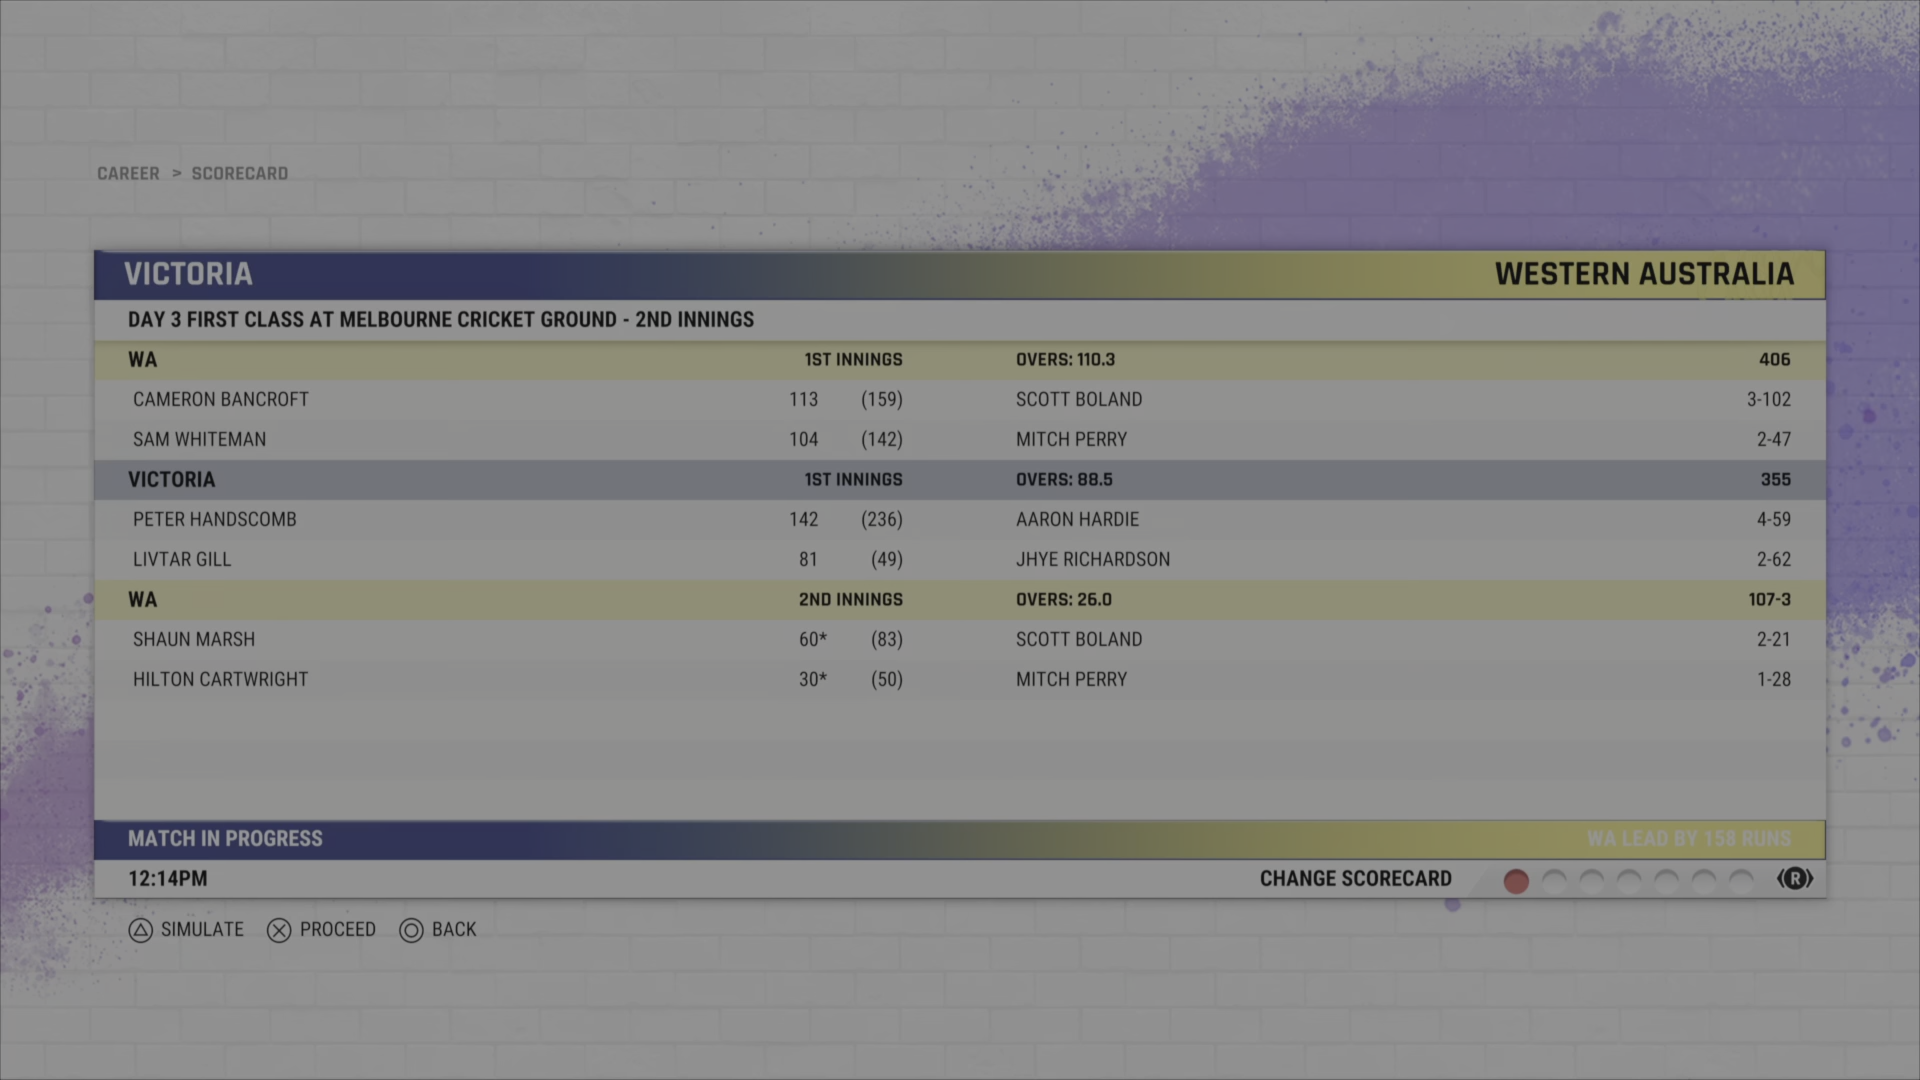 CAREER > SCORECARD
VICTORIA WESTERN AUSTRALIA
DAY 3 FIRST CLASS AT MELBOURNE CRICKET GROUND - 2ND INNINGS
WA 1ST INNINGS OVERS: 110.3 406
CAMERON BANCROFT 113 (159) SCOTT BOLAND 3-102
SAM WHITEMAN 104 (142) MITCH PERRY 2-47
VICTORIA 1ST INNINGS OVERS: 88.5 355
PETER HANDSCOMB 142 (236) AARON HARDIE 4-59
LIVTAR GILL 81 (49) JHYE RICHARDSON 2-62
WA 2ND INNINGS OVERS: 26.0 107-3
SHAUN MARSH 60* (83) SCOTT BOLAND 2-21
HILTON CARTWRIGHT 30* (50) MITCH PERRY 1-28
MATCH IN PROGRESS WA LEAD BY 158 RUNS
12:14PM CHANGE SCORECARD R
SIMULATE PROCEED BACK